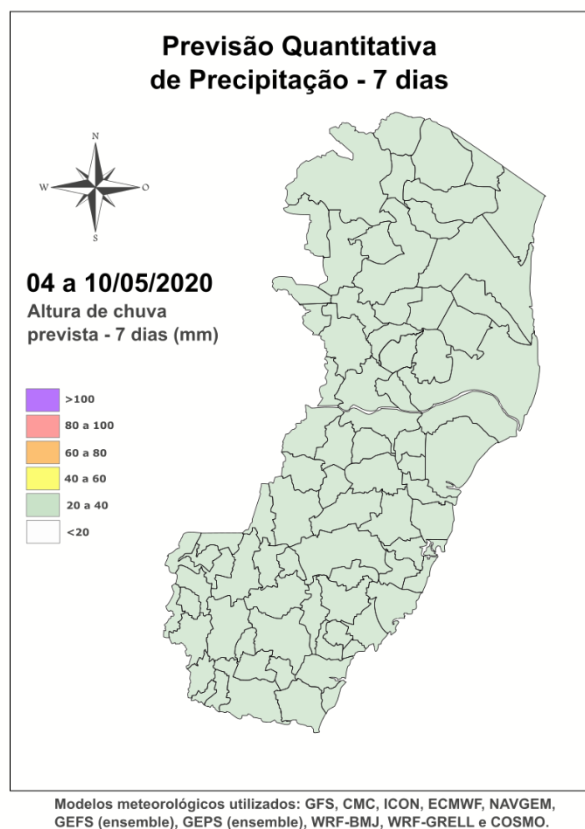 Previsão Quantitativa
de Precipitação - 7 dias
N
W
O
S
04 a 10/05/2020
Altura de chuva
prevista - 7 dias (mm)
>100
80 a 100
60 a 80
40 a 60
20 a 40
<20
Modelos meteorológicos utilizados: GFS, CMC, ICON, ECMWF, NAVGEM,
GEFS (ensemble), GEPS (ensemble), WRF-BMJ, WRF-GRELL e COSMO.